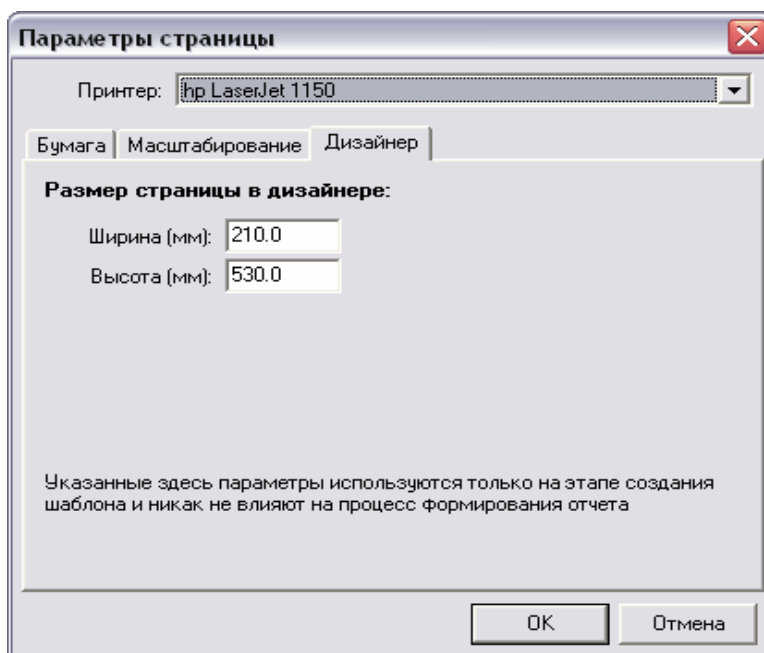 Параметры страницы
Принтер: hp LaserJet 1150
Бумага Масштабирование Дизайнер
Размер страницы в дизайнере:
Ширина (мм): 210.0
Высота (мм): 530.0
Указанные здесь параметры используются только на этапе создания
шаблона и никак не влияют на процесс формирования отчета
OK Отмена